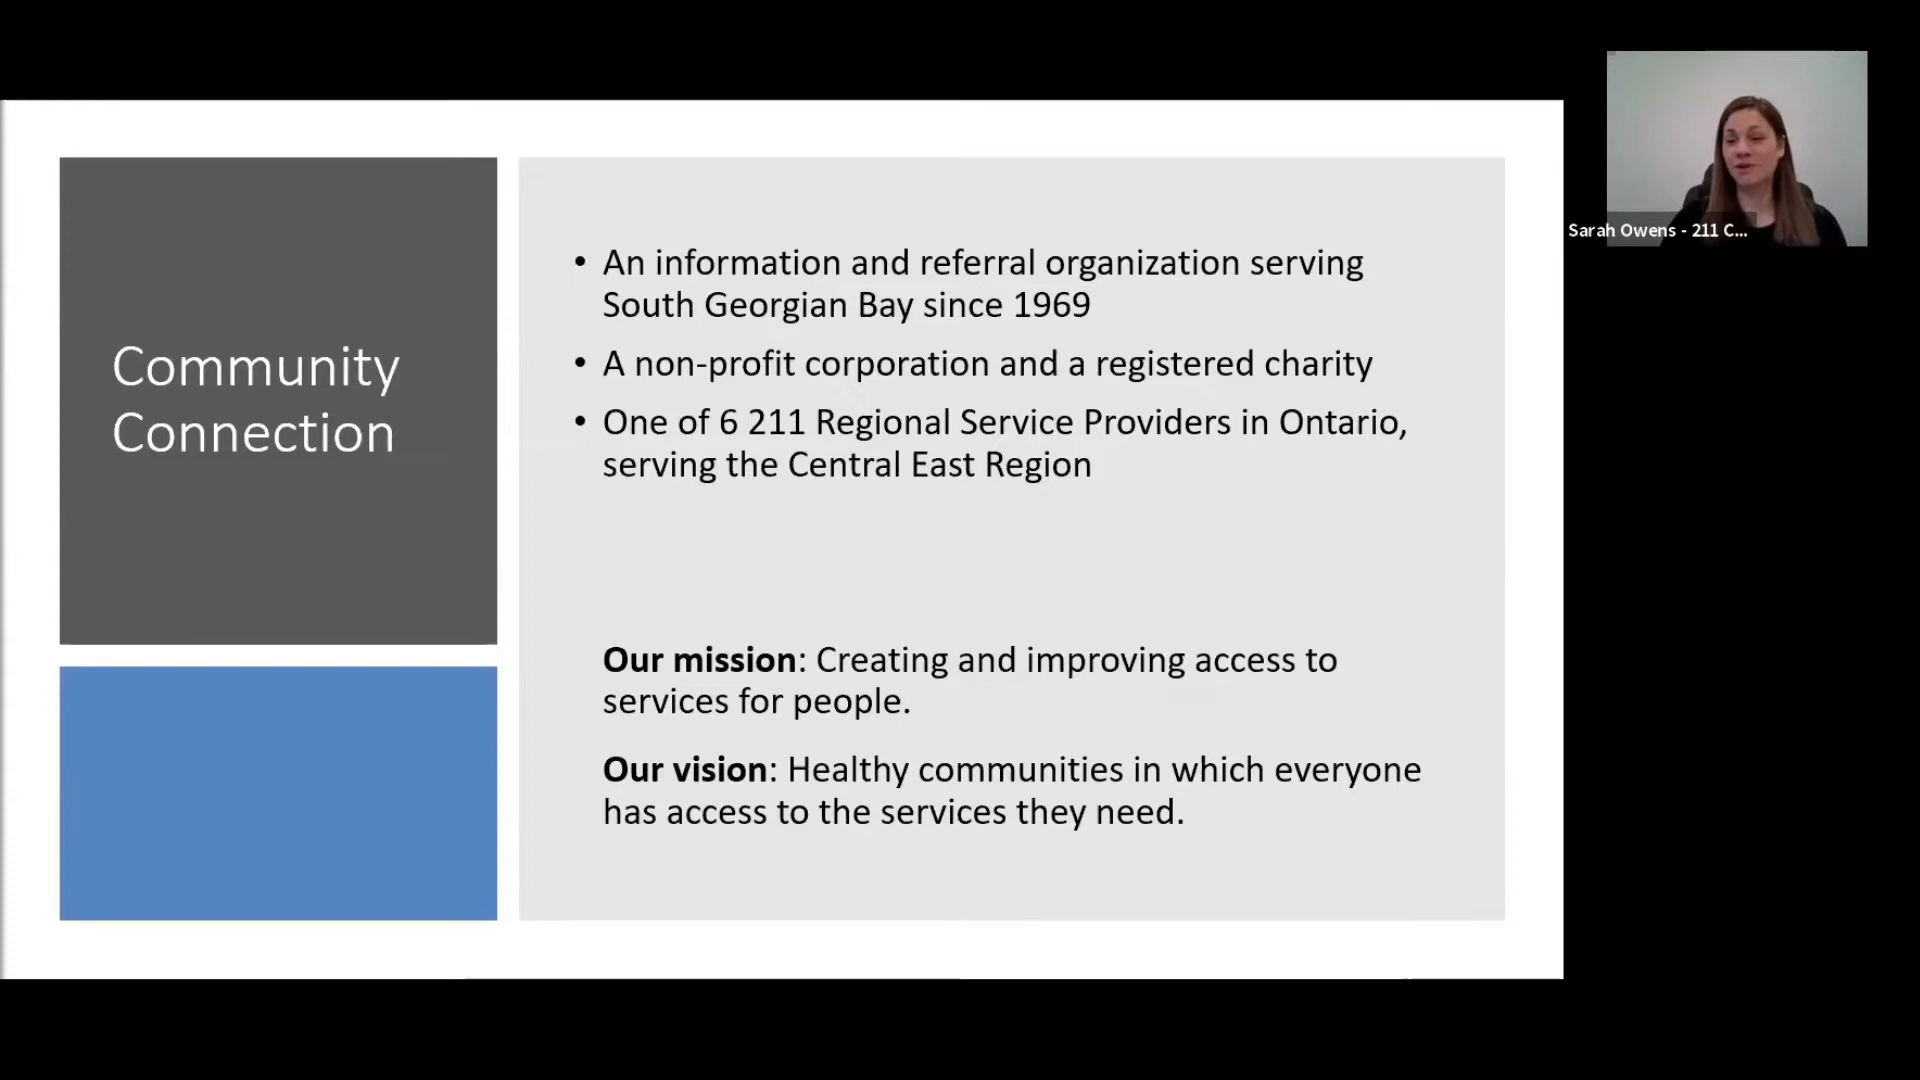 Community
Connection
• An information and referral organization serving
South Georgian Bay since 1969
• A non-profit corporation and a registered charity
• One of 6 211 Regional Service Providers in Ontario,
serving the Central East Region
Our mission: Creating and improving access to
services for people.
Our vision: Healthy communities in which everyone
has access to the services they need.
Sarah Owens - 211 C...